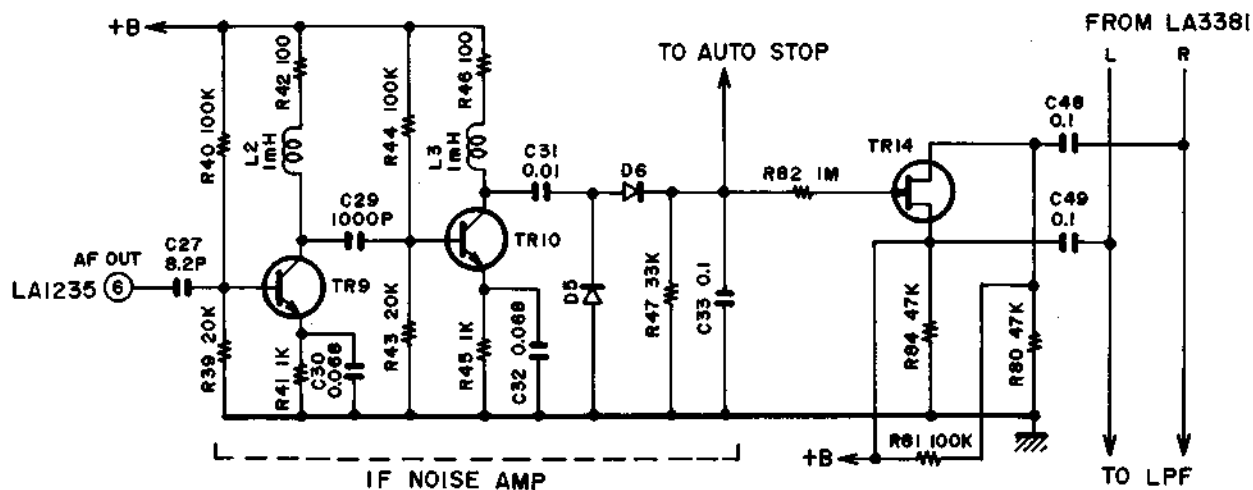 +B
FROM LA3381
L R
TO AUTO STOP
R42 100
R46 100
R40 100K
L2 1mH
R44 100K
L3 1mH
C48 0.1
TR14
C31 0.01
D6
R82 1M
C29 1000P
C49 0.1
C27 8.2P
AF OUT
LA1235 6
TR9
TR10
D5
R39 20K
R41 1K
C30 0.068
R43 20K
R45 1K
C32 0.068
R47 33K
C33 0.1
R84 47K
R80 47K
+B
R81 100K
IF NOISE AMP
TO LPF